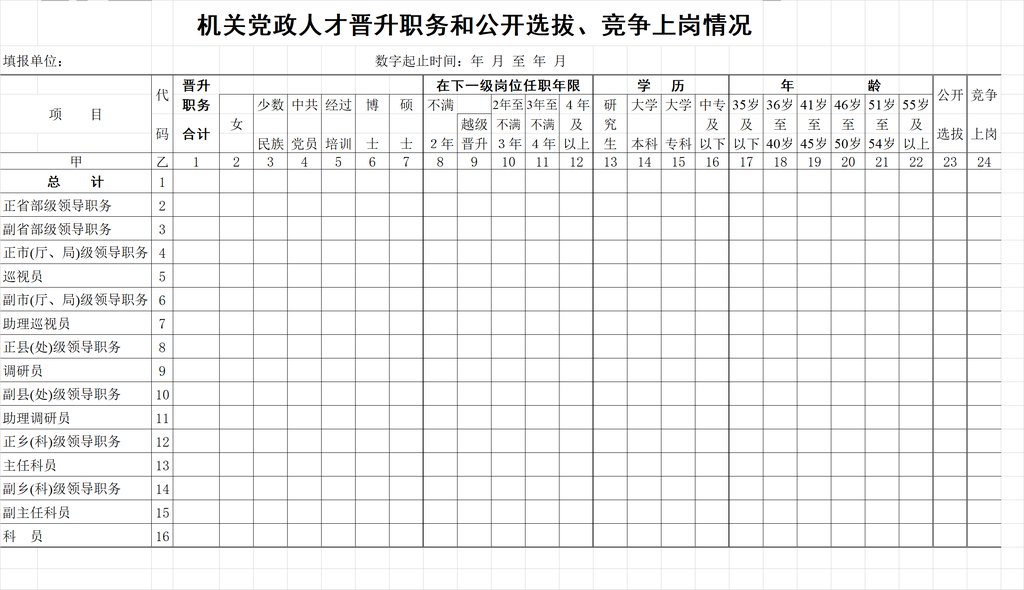 机关党政人才晋升职务和公开选拔、竞争上岗情况
填报单位: 数字起止时间: 年 月 至 年 月
项 目 代码 晋升职务合计 女 少数民族 中共党员 经过培训 博士 硕士 在下一级岗位任职年限 不满2年 越级晋升 2年至不满3年 3年至不满4年 4年及以上 学历 研究生 大学本科 大学专科 中专及以下 年龄 35岁及以下 36岁至40岁 41岁至45岁 46岁至50岁 51岁至54岁 55岁及以上 公开选拔 竞争上岗
甲 乙 1 2 3 4 5 6 7 8 9 10 11 12 13 14 15 16 17 18 19 20 21 22 23 24
总 计 1
正省部级领导职务 2
副省部级领导职务 3
正市(厅、局)级领导职务 4
巡视员 5
副市(厅、局)级领导职务 6
助理巡视员 7
正县(处)级领导职务 8
调研员 9
副县(处)级领导职务 10
助理调研员 11
正乡(科)级领导职务 12
主任科员 13
副乡(科)级领导职务 14
副主任科员 15
科 员 16